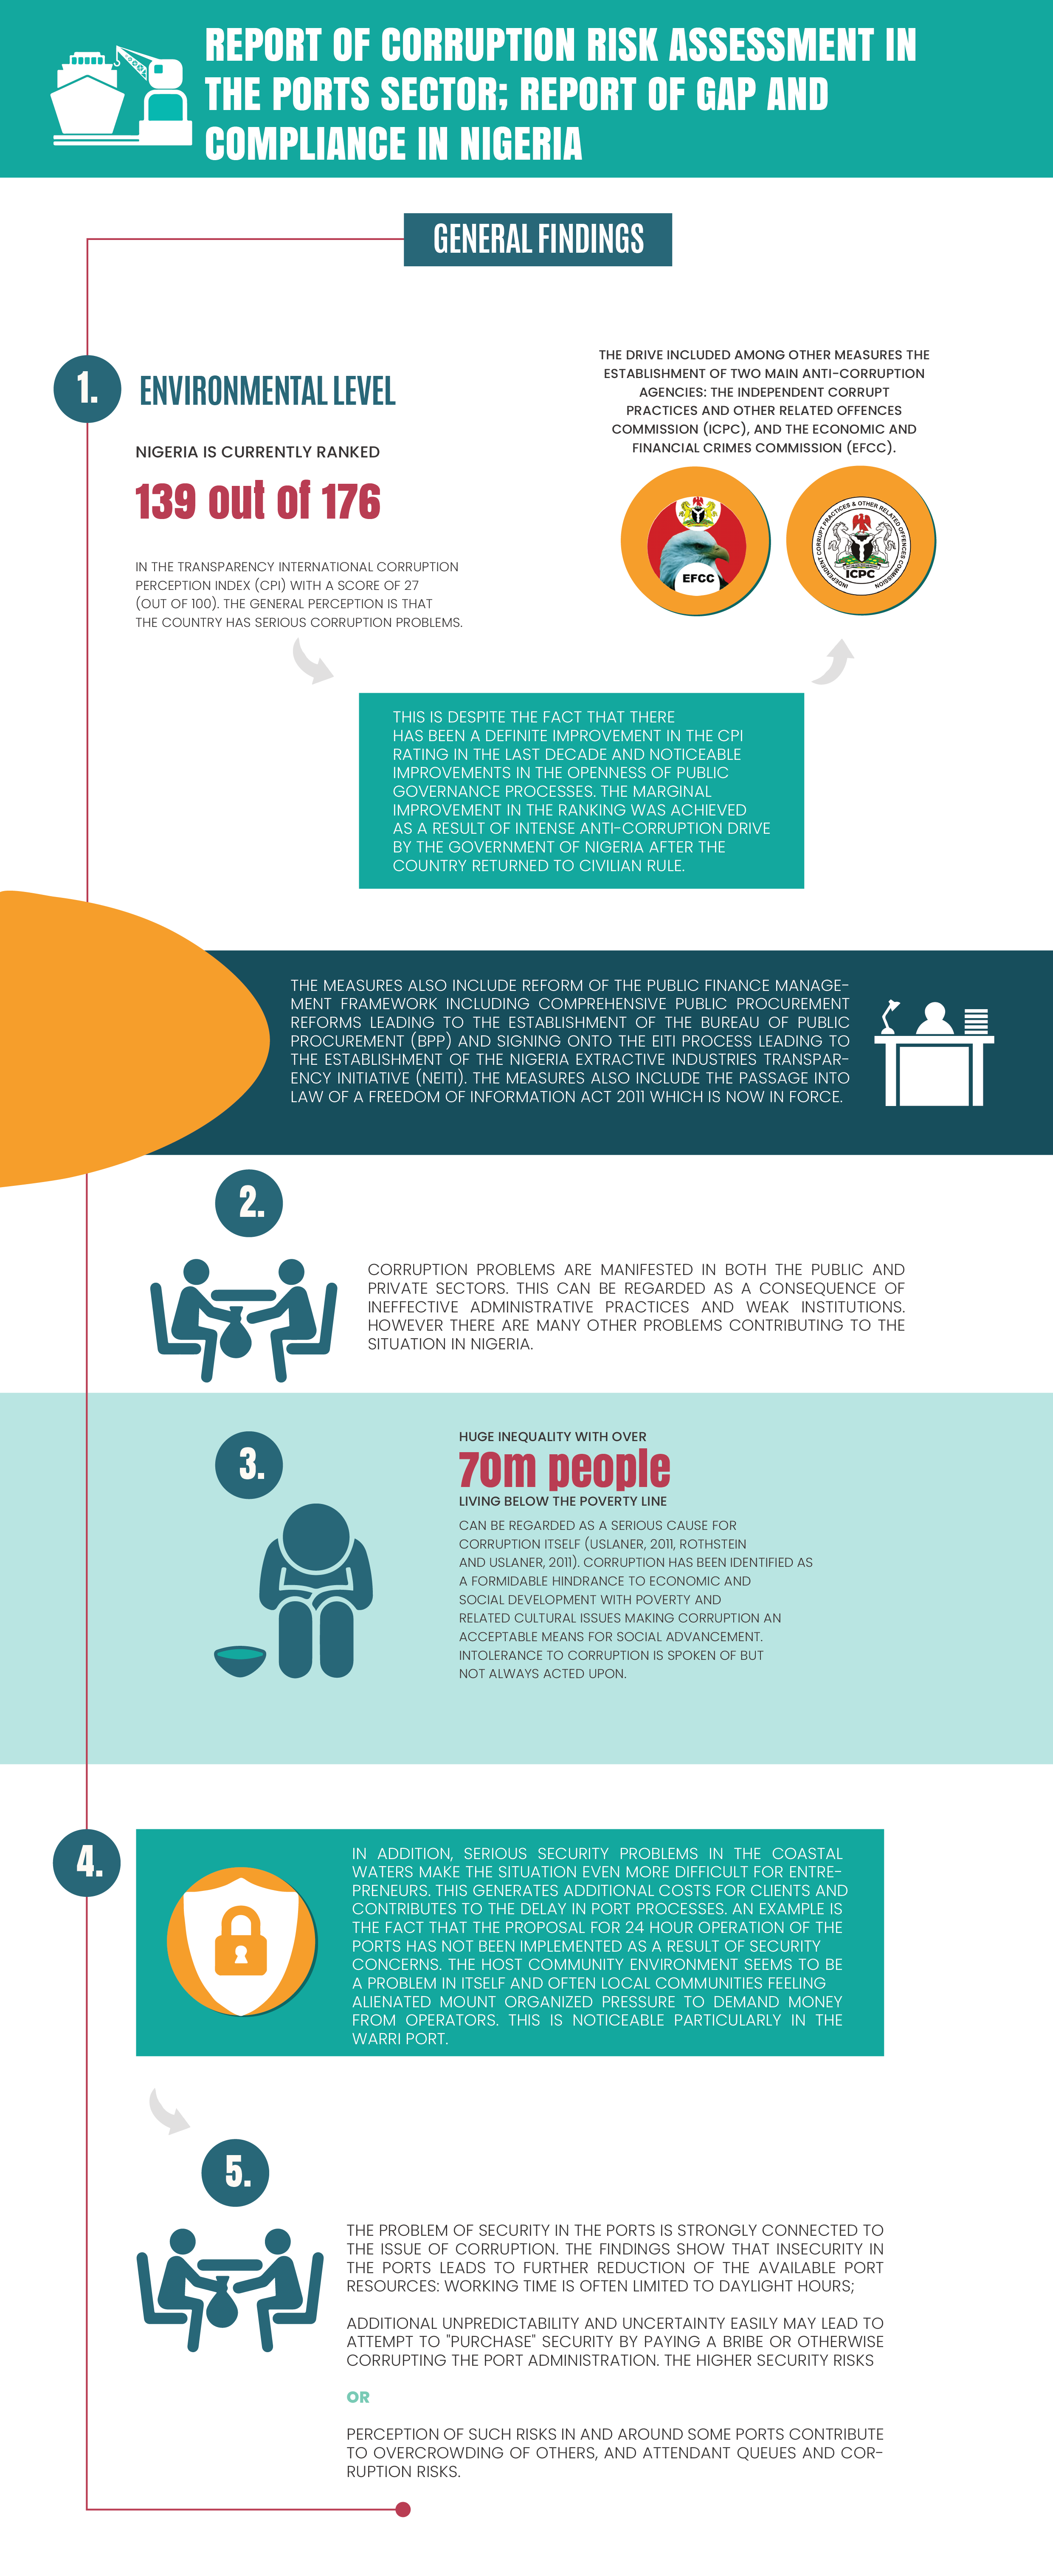 REPORT OF CORRUPTION RISK ASSESSMENT IN
THE PORTS SECTOR; REPORT OF GAP AND
COMPLIANCE IN NIGERIA
GENERAL FINDINGS
1.
ENVIRONMENTAL LEVEL
NIGERIA IS CURRENTLY RANKED
139 out of 176
IN THE TRANSPARENCY INTERNATIONAL CORRUPTION
PERCEPTION INDEX (CPI) WITH A SCORE OF 27
(OUT OF 100). THE GENERAL PERCEPTION IS THAT
THE COUNTRY HAS SERIOUS CORRUPTION PROBLEMS.
THE DRIVE INCLUDED AMONG OTHER MEASURES THE
ESTABLISHMENT OF TWO MAIN ANTI-CORRUPTION
AGENCIES: THE INDEPENDENT CORRUPT
PRACTICES AND OTHER RELATED OFFENCES
COMMISSION (ICPC), AND THE ECONOMIC AND
FINANCIAL CRIMES COMMISSION (EFCC).
EFCC
INDEPENDENT CORRUPT PRACTICES & OTHER RELATED OFFENCES COMMISSION
ICPC
NIGERIA
THIS IS DESPITE THE FACT THAT THERE
HAS BEEN A DEFINITE IMPROVEMENT IN THE CPI
RATING IN THE LAST DECADE AND NOTICEABLE
IMPROVEMENTS IN THE OPENNESS OF PUBLIC
GOVERNANCE PROCESSES. THE MARGINAL
IMPROVEMENT IN THE RANKING WAS ACHIEVED
AS A RESULT OF INTENSE ANTI-CORRUPTION DRIVE
BY THE GOVERNMENT OF NIGERIA AFTER THE
COUNTRY RETURNED TO CIVILIAN RULE.
THE MEASURES ALSO INCLUDE REFORM OF THE PUBLIC FINANCE MANAGE-
MENT FRAMEWORK INCLUDING COMPREHENSIVE PUBLIC PROCUREMENT
REFORMS LEADING TO THE ESTABLISHMENT OF THE BUREAU OF PUBLIC
PROCUREMENT (BPP) AND SIGNING ONTO THE EITI PROCESS LEADING TO
THE ESTABLISHMENT OF THE NIGERIA EXTRACTIVE INDUSTRIES TRANSPAR-
ENCY INITIATIVE (NEITI). THE MEASURES ALSO INCLUDE THE PASSAGE INTO
LAW OF A FREEDOM OF INFORMATION ACT 2011 WHICH IS NOW IN FORCE.
2.
CORRUPTION PROBLEMS ARE MANIFESTED IN BOTH THE PUBLIC AND
PRIVATE SECTORS. THIS CAN BE REGARDED AS A CONSEQUENCE OF
INEFFECTIVE ADMINISTRATIVE PRACTICES AND WEAK INSTITUTIONS.
HOWEVER THERE ARE MANY OTHER PROBLEMS CONTRIBUTING TO THE
SITUATION IN NIGERIA.
3.
HUGE INEQUALITY WITH OVER
70m people
LIVING BELOW THE POVERTY LINE
CAN BE REGARDED AS A SERIOUS CAUSE FOR
CORRUPTION ITSELF (USLANER, 2011, ROTHSTEIN
AND USLANER, 2011). CORRUPTION HAS BEEN IDENTIFIED AS
A FORMIDABLE HINDRANCE TO ECONOMIC AND
SOCIAL DEVELOPMENT WITH POVERTY AND
RELATED CULTURAL ISSUES MAKING CORRUPTION AN
ACCEPTABLE MEANS FOR SOCIAL ADVANCEMENT.
INTOLERANCE TO CORRUPTION IS SPOKEN OF BUT
NOT ALWAYS ACTED UPON.
4.
IN ADDITION, SERIOUS SECURITY PROBLEMS IN THE COASTAL
WATERS MAKE THE SITUATION EVEN MORE DIFFICULT FOR ENTRE-
PRENEURS. THIS GENERATES ADDITIONAL COSTS FOR CLIENTS AND
CONTRIBUTES TO THE DELAY IN PORT PROCESSES. AN EXAMPLE IS
THE FACT THAT THE PROPOSAL FOR 24 HOUR OPERATION OF THE
PORTS HAS NOT BEEN IMPLEMENTED AS A RESULT OF SECURITY
CONCERNS. THE HOST COMMUNITY ENVIRONMENT SEEMS TO BE
A PROBLEM IN ITSELF AND OFTEN LOCAL COMMUNITIES FEELING
ALIENATED MOUNT ORGANIZED PRESSURE TO DEMAND MONEY
FROM OPERATORS. THIS IS NOTICEABLE PARTICULARLY IN THE
WARRI PORT.
5.
THE PROBLEM OF SECURITY IN THE PORTS IS STRONGLY CONNECTED TO
THE ISSUE OF CORRUPTION. THE FINDINGS SHOW THAT INSECURITY IN
THE PORTS LEADS TO FURTHER REDUCTION OF THE AVAILABLE PORT
RESOURCES: WORKING TIME IS OFTEN LIMITED TO DAYLIGHT HOURS;
ADDITIONAL UNPREDICTABILITY AND UNCERTAINTY EASILY MAY LEAD TO
ATTEMPT TO "PURCHASE" SECURITY BY PAYING A BRIBE OR OTHERWISE
CORRUPTING THE PORT ADMINISTRATION. THE HIGHER SECURITY RISKS
OR
PERCEPTION OF SUCH RISKS IN AND AROUND SOME PORTS CONTRIBUTE
TO OVERCROWDING OF OTHERS, AND ATTENDANT QUEUES AND COR-
RUPTION RISKS.